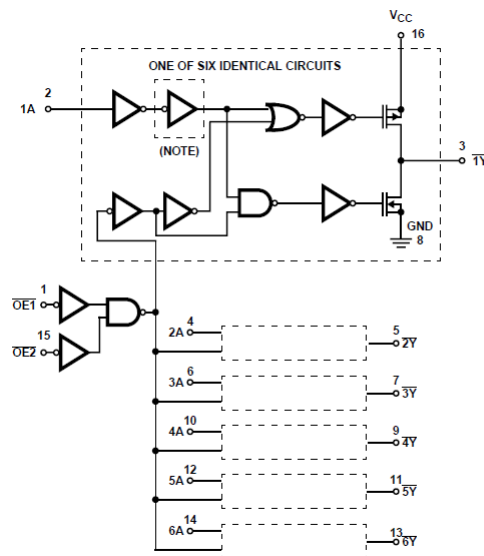 VCC
16
ONE OF SIX IDENTICAL CIRCUITS
2
1A
(NOTE)
3
1Y
GND
8
1
OE1
15
OE2
4
2A
5
2Y
6
3A
7
3Y
10
4A
9
4Y
12
5A
11
5Y
14
6A
13
6Y